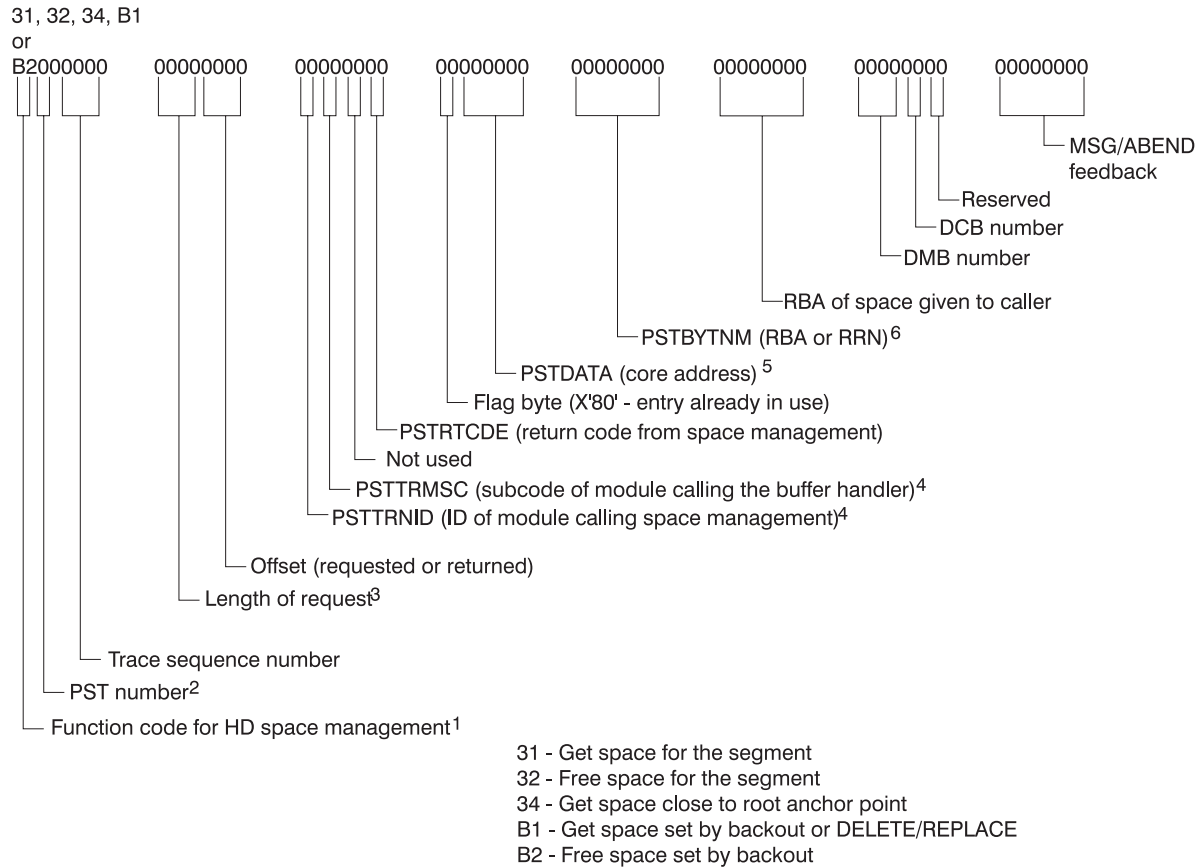 31, 32, 34, B1
or
B2000000 00000000 00000000 00000000 00000000 00000000 00000000 00000000
MSG/ABEND
feedback
Reserved
DCB number
DMB number
RBA of space given to caller
PSTBYTNM (RBA or RRN)6
PSTDATA (core address) 5
Flag byte (X'80' - entry already in use)
PSTRTCDE (return code from space management)
Not used
PSTTRMSC (subcode of module calling the buffer handler)4
PSTTRNID (ID of module calling space management)4
Offset (requested or returned)
Length of request3
Trace sequence number
PST number2
Function code for HD space management1
31 - Get space for the segment
32 - Free space for the segment
34 - Get space close to root anchor point
B1 - Get space set by backout or DELETE/REPLACE
B2 - Free space set by backout